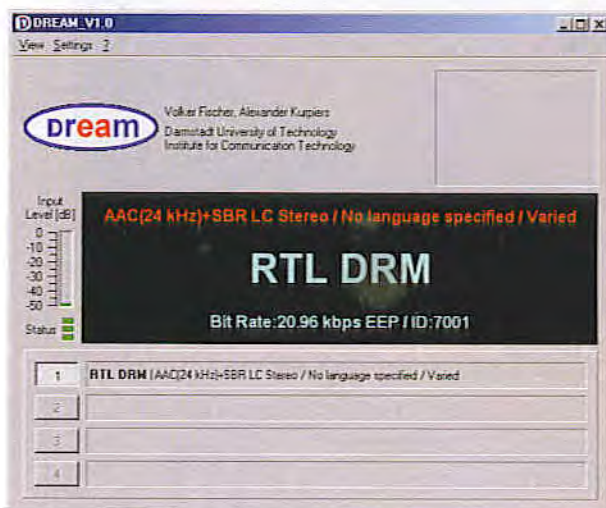 DREAM_V1.0
View Settings ?
Dream
Volker Fischer, Alexander Kurpiers
Darmstadt University of Technology
Institute for Communication Technology
Input
Level [dB]
0
-10
-20
-30
-40
-50
Status
AAC(24 kHz)+SBR LC Stereo / No language specified / Varied
RTL DRM
Bit Rate:20.96 kbps EEP / ID:7001
1 RTL DRM (AAC(24 kHz)+SBR LC Stereo / No language specified / Varied
2
3
4